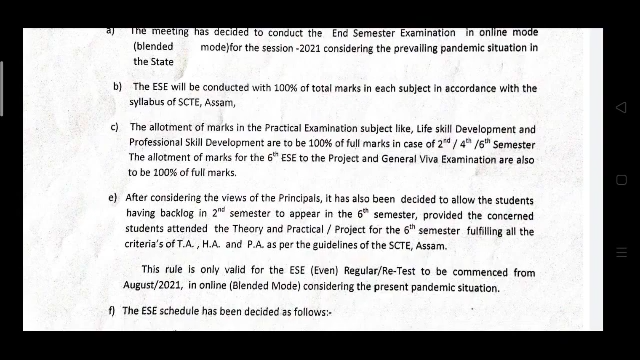 a) The meeting has decided to conduct the End Semester Examination in online mode
(blended mode)for the session -2021 considering the prevailing pandemic situation in
the State
b) The ESE will be conducted with 100% of total marks in each subject in accordance with the
syllabus of SCTE, Assam,
c) The allotment of marks in the Practical Examination subject like, Life skill Development and
Professional Skill Development are to be 100% of full marks in case of 2nd / 4th /6th Semester
The allotment of marks for the 6th ESE to the Project and General Viva Examination are also
to be 100% of full marks.
e) After considering the views of the Principals, it has also been decided to allow the students
having backlog in 2nd semester to appear in the 6th semester, provided the concerned
students attended the Theory and Practical / Project for the 6th semester fulfilling all the
criteria's of T.A. , H.A. and P.A. as per the guidelines of the SCTE, Assam.
This rule is only valid for the ESE (Even) Regular/Re-Test to be commenced from
August/2021, in online (Blended Mode) considering the present pandemic situation.
f) The ESE schedule has been decided as follows:-